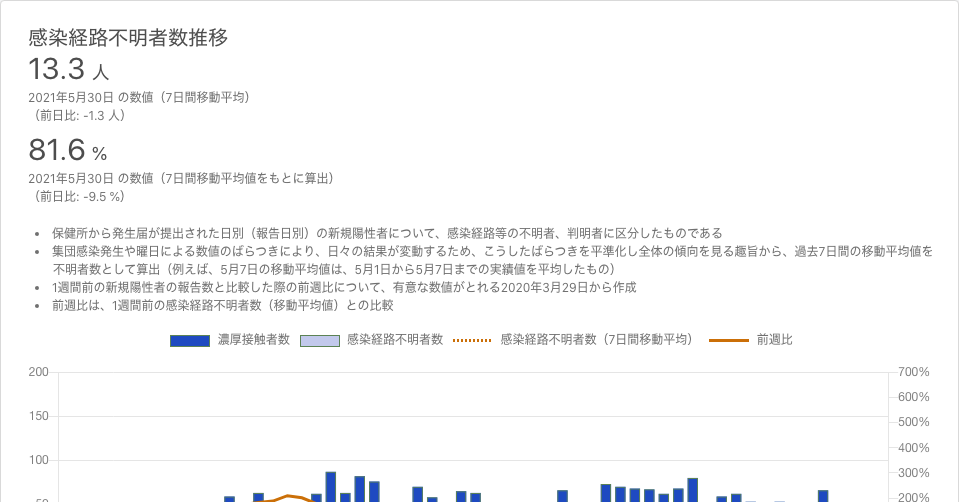 感染経路不明者数推移
13.3 人
2021年5月30日 の数値（7日間移動平均）
（前日比: -1.3 人）
81.6 %
2021年5月30日 の数値（7日間移動平均値をもとに算出）
（前日比: -9.5 %）
• 保健所から発生届が提出された日別（報告日別）の新規陽性者について、感染経路等の不明者、判明者に区分したものである
• 集団感染発生や曜日による数値のばらつきにより、日々の結果が変動するため、こうしたばらつきを平準化し全体の傾向を見る趣旨から、過去7日間の移動平均値を
不明者数として算出（例えば、5月7日の移動平均値は、5月1日から5月7日までの実績値を平均したもの）
• 1週間前の新規陽性者の報告数と比較した際の前週比について、有意な数値がとれる2020年3月29日から作成
• 前週比は、1週間前の感染経路不明者数（移動平均値）との比較
濃厚接触者数 感染経路不明者数 感染経路不明者数（7日間移動平均） 前週比
200 700%
600%
150 500%
100 400%
300%
50 200%